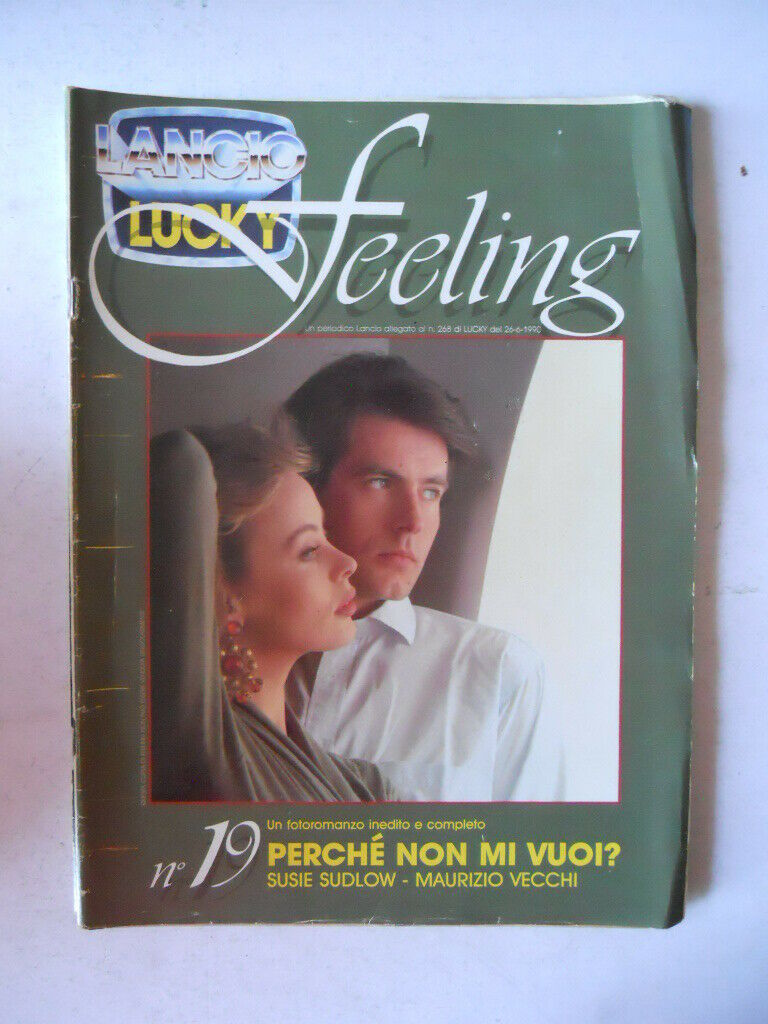 LANCIO
LUCKY
feeling
un periodico Lancio allegato al n. 268 di LUCKY del 26-6-1990
Un fotoromanzo inedito e completo
n° 19
PERCHÉ NON MI VUOI?
SUSIE SUDLOW - MAURIZIO VECCHI